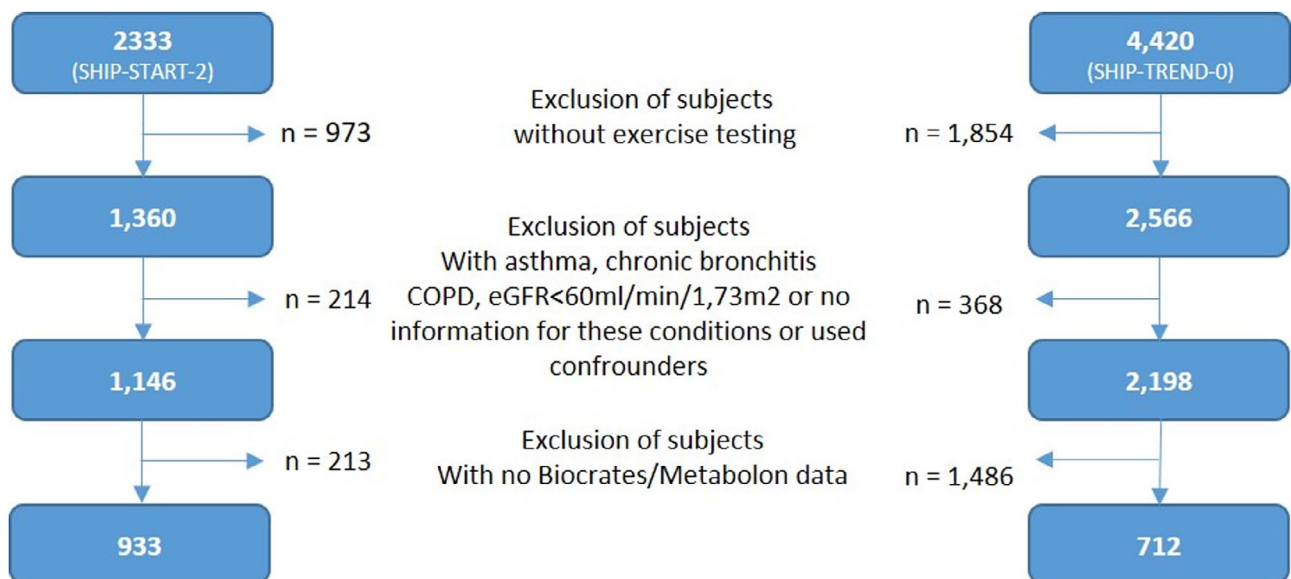 2333
(SHIP-START-2)
4,420
(SHIP-TREND-0)
Exclusion of subjects
without exercise testing
n = 973
n = 1,854
1,360
2,566
Exclusion of subjects
With asthma, chronic bronchitis
COPD, eGFR<60ml/min/1,73m2 or no
information for these conditions or used
confrounders
n = 214
n = 368
1,146
2,198
Exclusion of subjects
With no Biocrates/Metabolon data
n = 213
n = 1,486
933
712